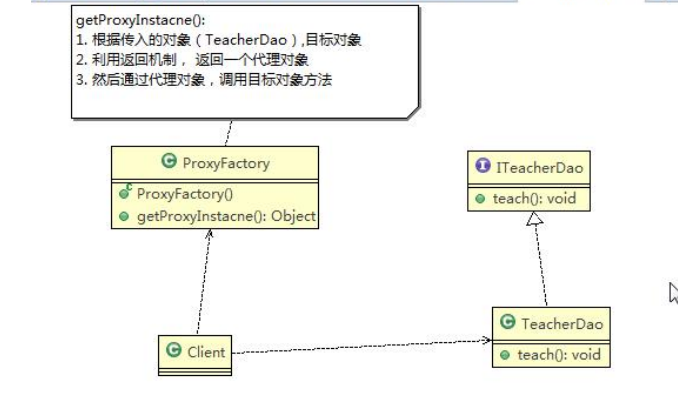 getProxyInstacne():
1. 根据传入的对象（TeacherDao）,目标对象
2. 利用返回机制， 返回一个代理对象
3. 然后通过代理对象，调用目标对象方法
C ProxyFactory
C ProxyFactory()
getProxyInstacne(): Object
I ITeacherDao
teach(): void
C Client
C TeacherDao
teach(): void